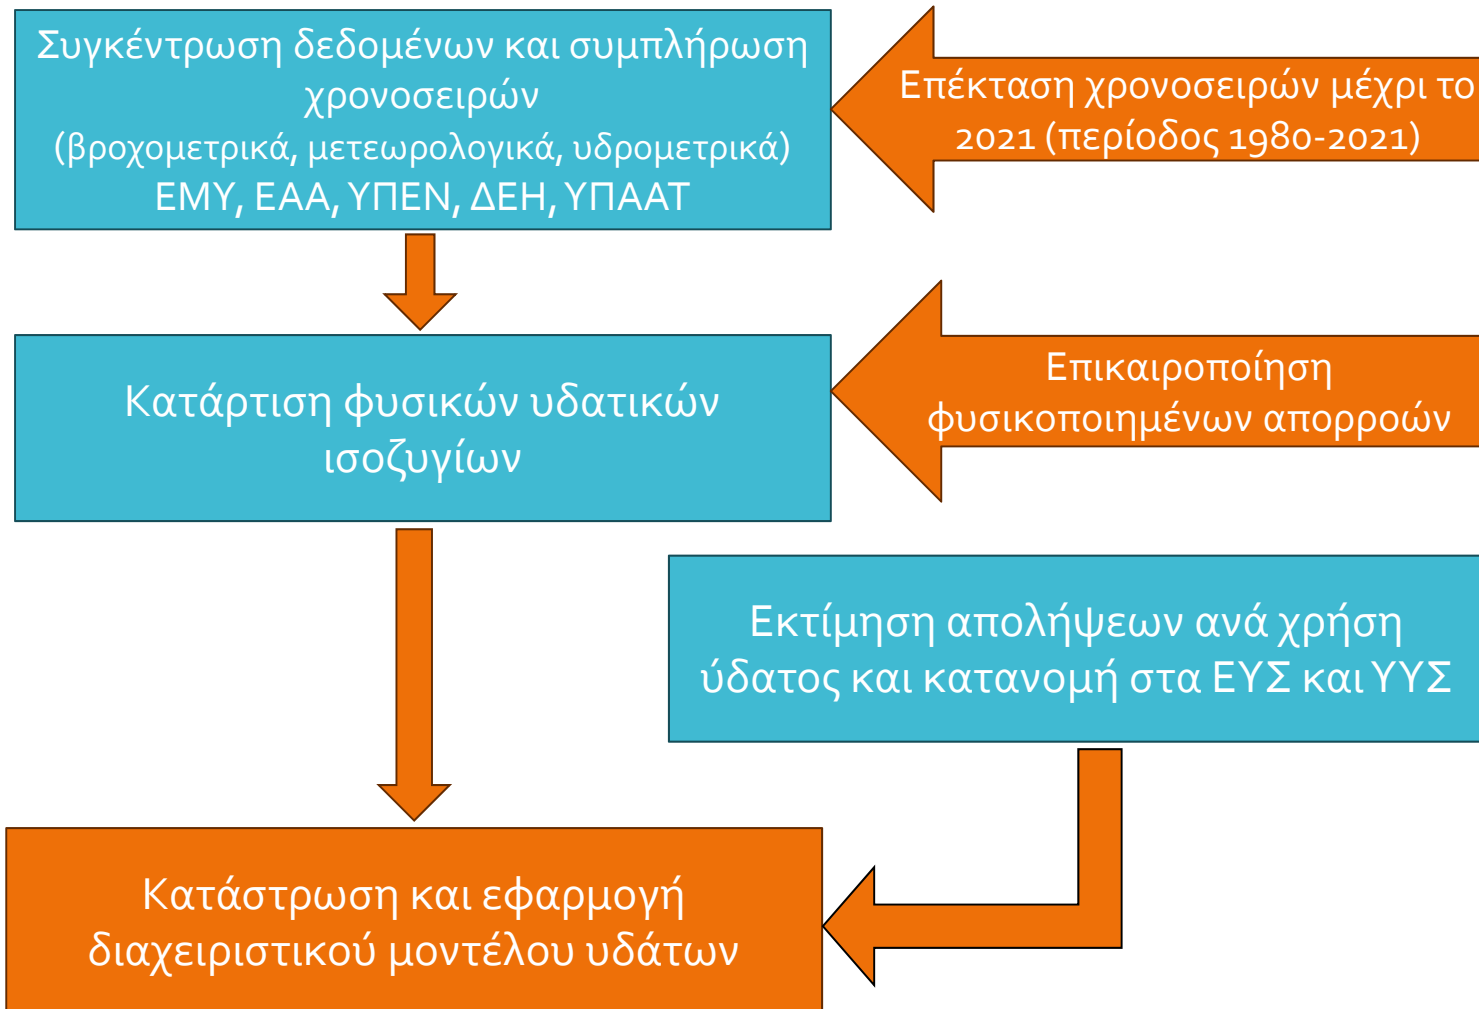 Συγκέντρωση δεδομένων και συμπλήρωση
χρονοσειρών
(βροχομετρικά, μετεωρολογικά, υδρομετρικά)
ΕΜΥ, ΕΑΑ, ΥΠΕΝ, ΔΕΗ, ΥΠΑΑΤ
Επέκταση χρονοσειρών μέχρι το
2021 (περίοδος 1980-2021)
Κατάρτιση φυσικών υδατικών
ισοζυγίων
Επικαιροποίηση
φυσικοποιημένων απορροών
Εκτίμηση απολήψεων ανά χρήση
ύδατος και κατανομή στα ΕΥΣ και ΥΥΣ
Κατάστρωση και εφαρμογή
διαχειριστικού μοντέλου υδάτων